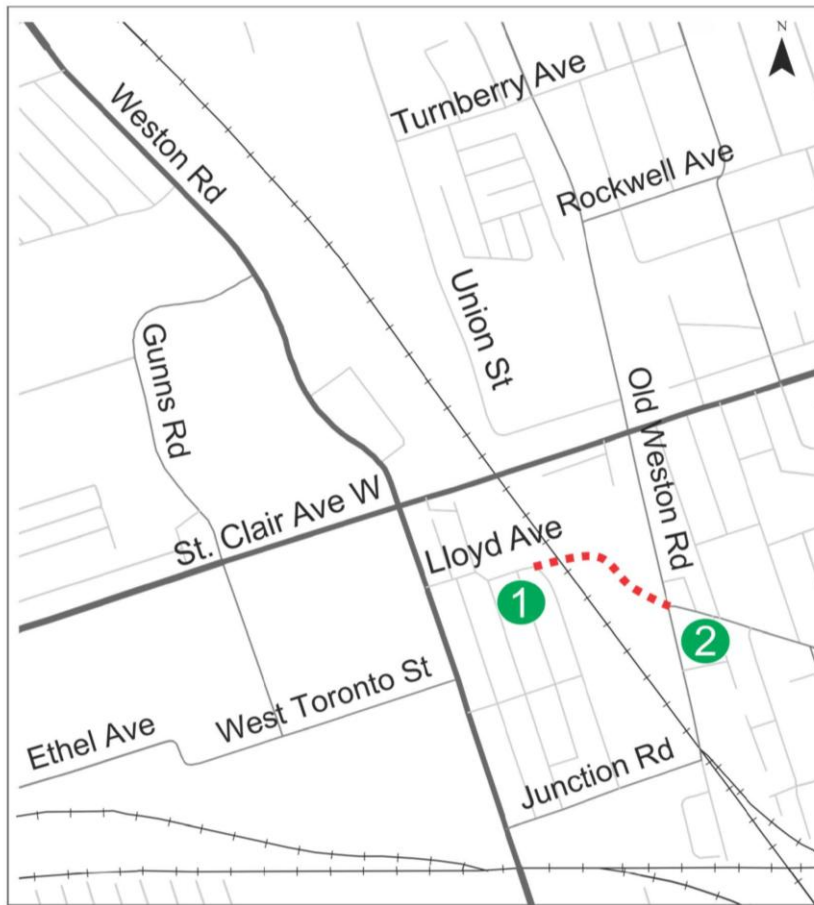 N
Turnberry Ave
Weston Rd
Rockwell Ave
Union St
Gunns Rd
Old Weston Rd
St. Clair Ave W
Lloyd Ave
1
2
West Toronto St
Ethel Ave
Junction Rd